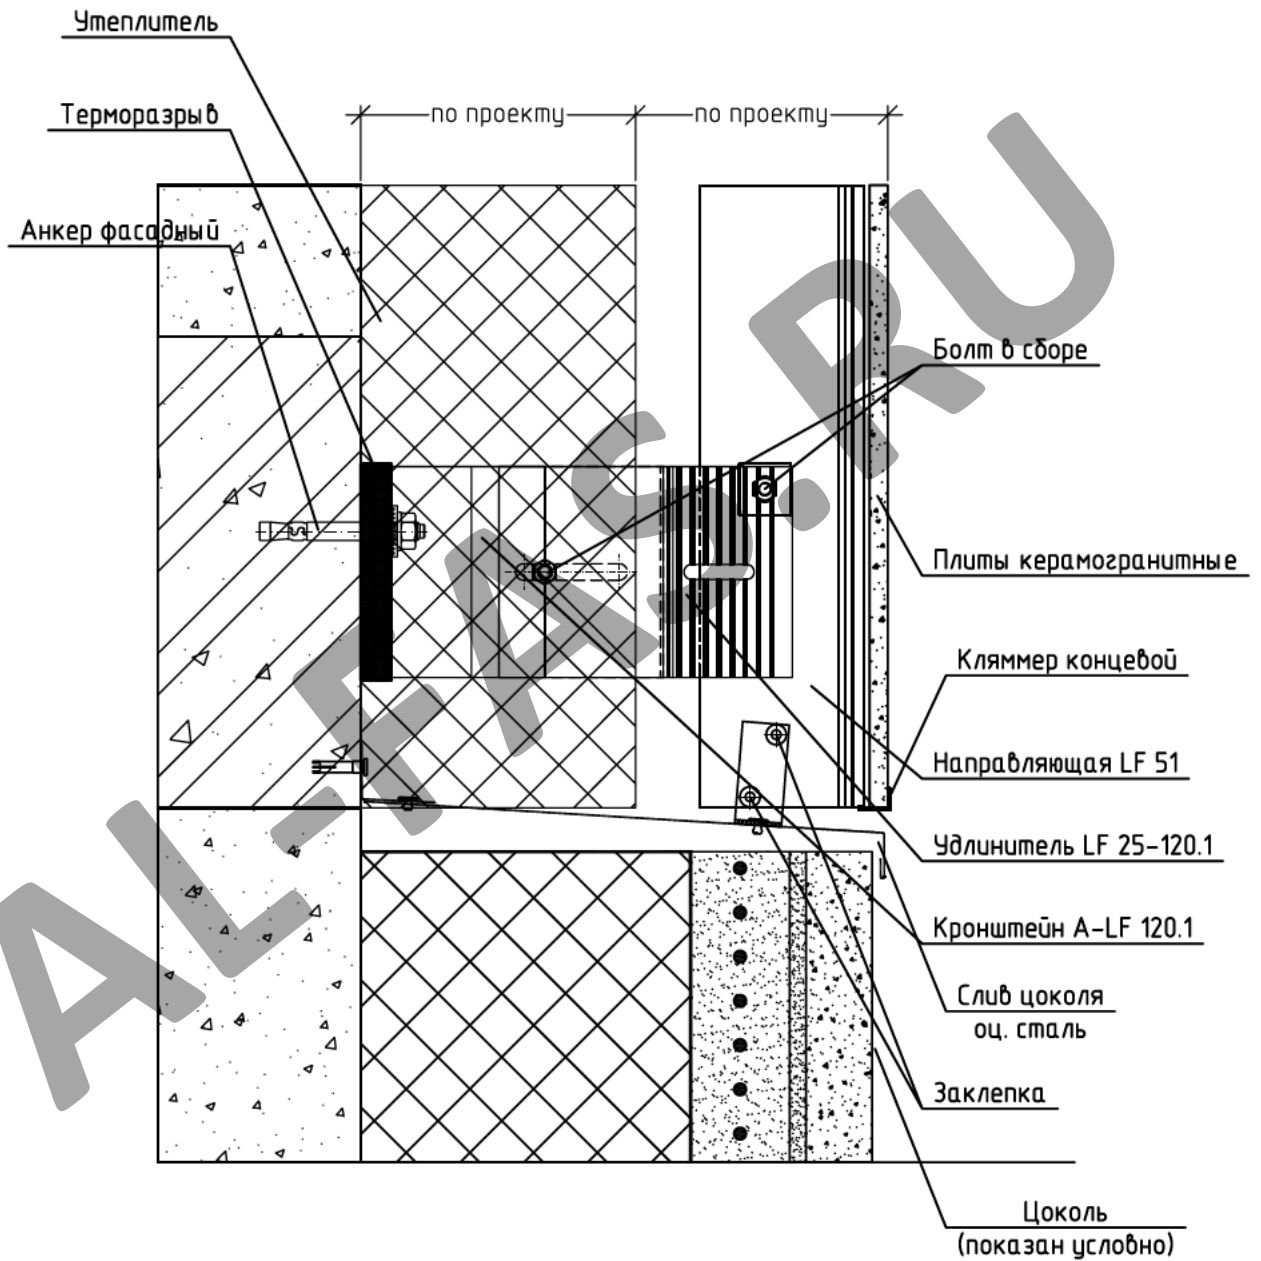 Утеплитель
Терморазрыв
по проекту
по проекту
Анкер фасадный
Болт в сборе
Плиты керамогранитные
Кляммер концевой
Направляющая LF 51
Удлинитель LF 25-120.1
Кронштейн A-LF 120.1
Слив цоколя
оц. сталь
Заклепка
Цоколь
(показан условно)
AL-FAS.RU